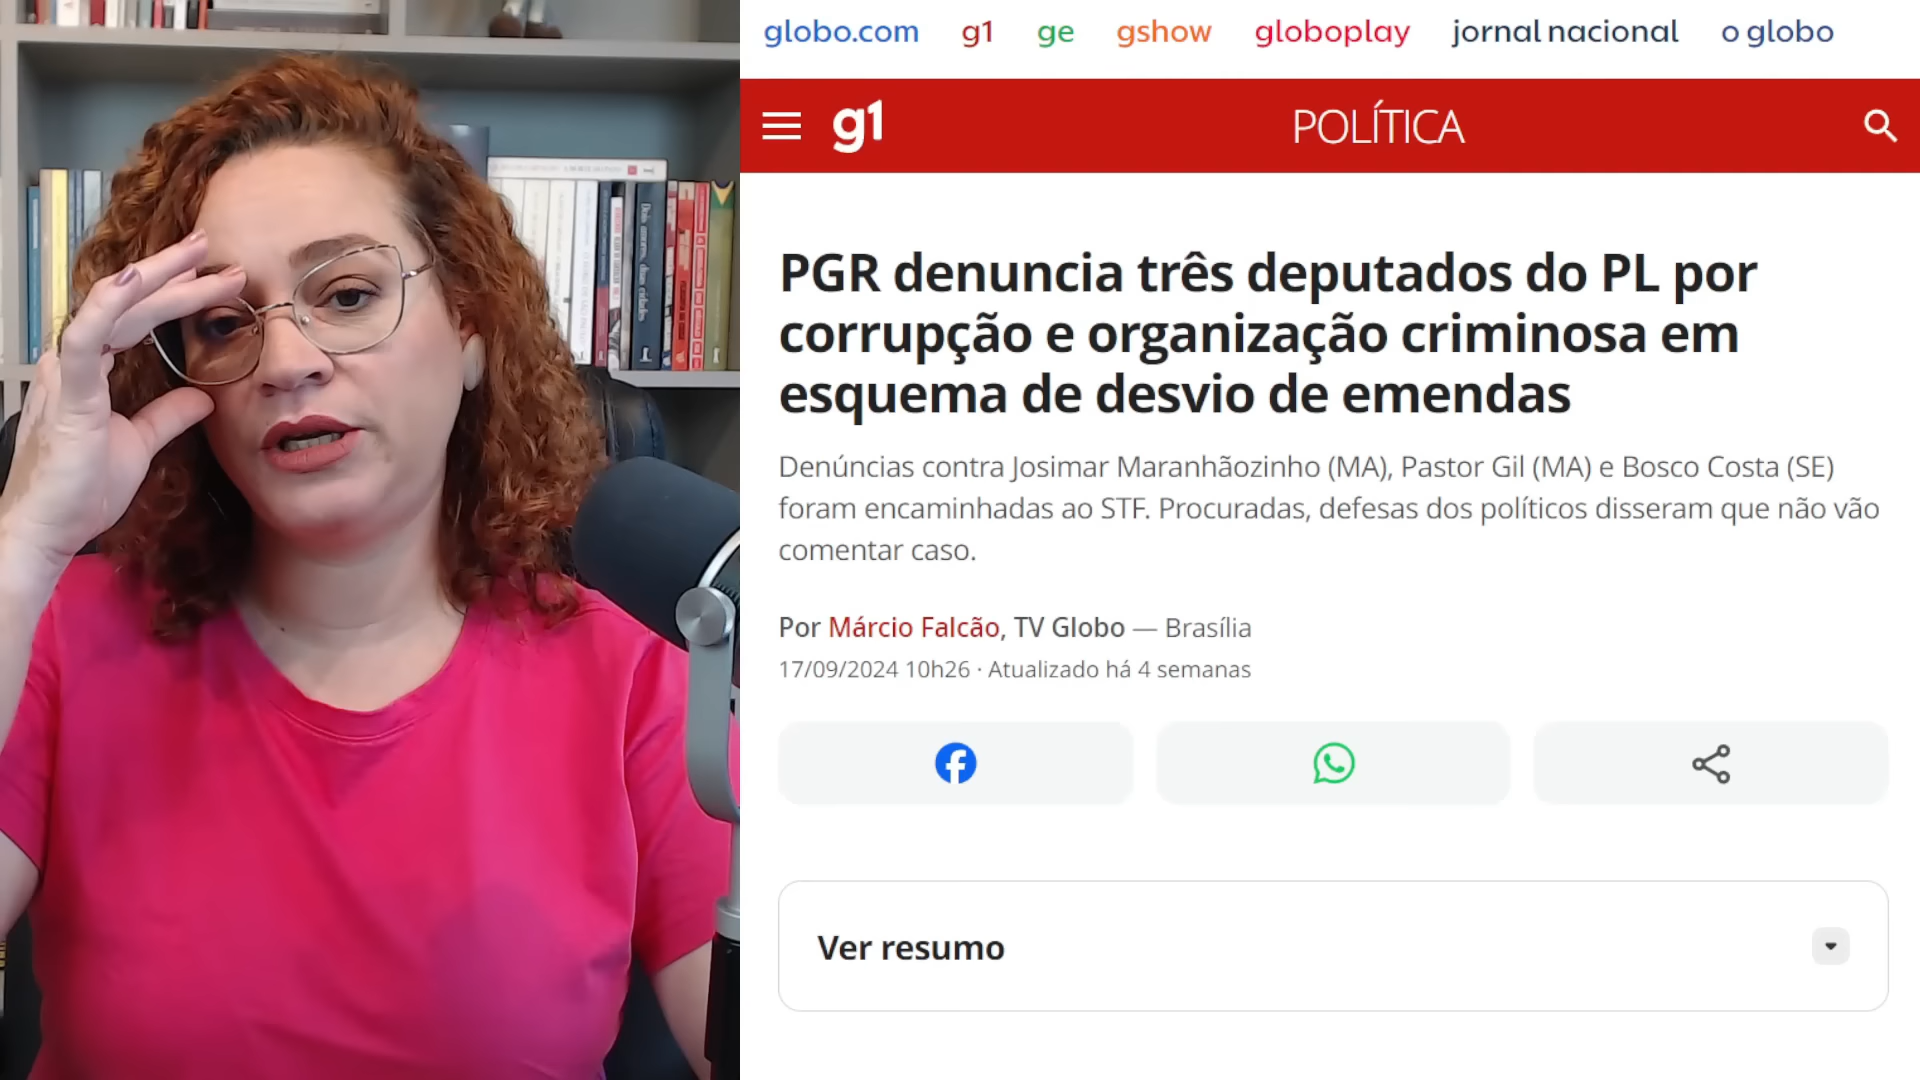 globo.com g1 ge gshow globoplay jornal nacional o globo
g1 POLÍTICA
PGR denuncia três deputados do PL por
corrupção e organização criminosa em
esquema de desvio de emendas
Denúncias contra Josimar Maranhãozinho (MA), Pastor Gil (MA) e Bosco Costa (SE)
foram encaminhadas ao STF. Procuradas, defesas dos políticos disseram que não vão
comentar caso.
Por Márcio Falcão, TV Globo — Brasília
17/09/2024 10h26 · Atualizado há 4 semanas
Ver resumo